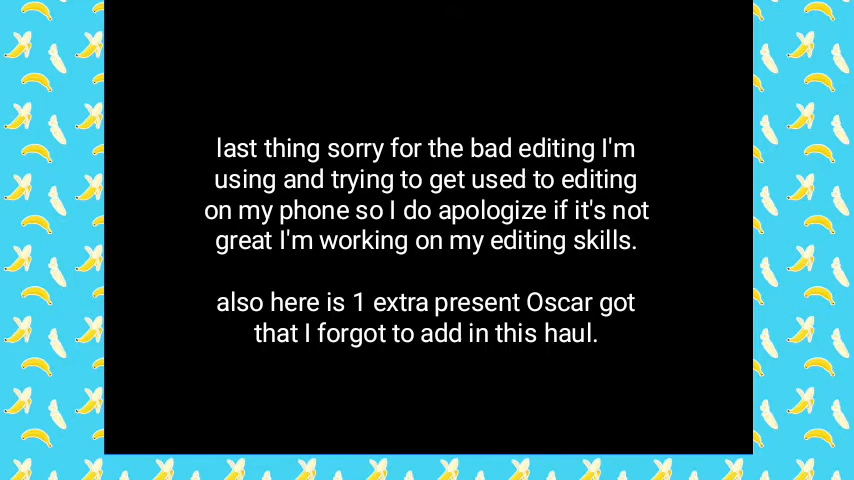 last thing sorry for the bad editing I'm
using and trying to get used to editing
on my phone so I do apologize if it's not
great I'm working on my editing skills.
also here is 1 extra present Oscar got
that I forgot to add in this haul.